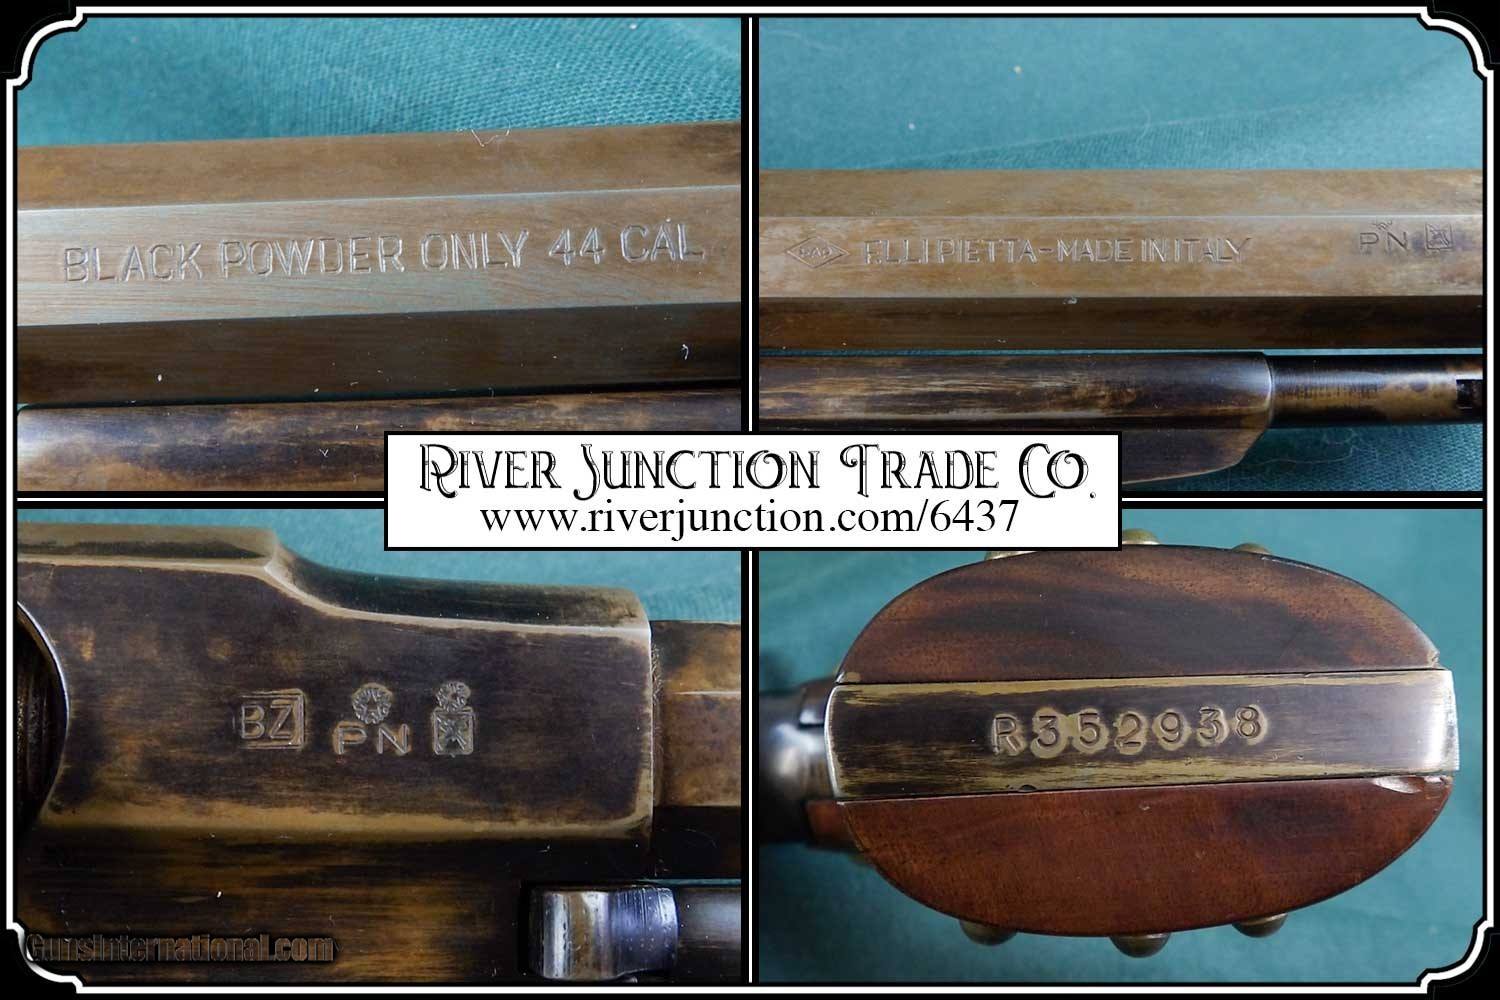 BLACK POWDER ONLY 44 CAL
F.LLI PIETTA-MADE IN ITALY
PN
RIVER JUNCTION TRADE CO.
www.riverjunction.com/6437
BZ
PN
R352938
GunsInternational.com